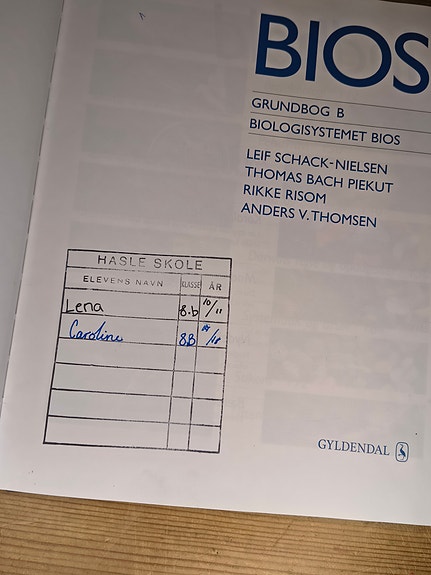 BIOS
GRUNDBOG B
BIOLOGISYSTEMET BIOS
LEIF SCHACK-NIELSEN
THOMAS BACH PIEKUT
RIKKE RISOM
ANDERS V. THOMSEN
HASLE SKOLE
ELEVENS NAVN KLASSE ÅR
Lena 8.b 10/11
Caroline 8B /18
GYLDENDAL